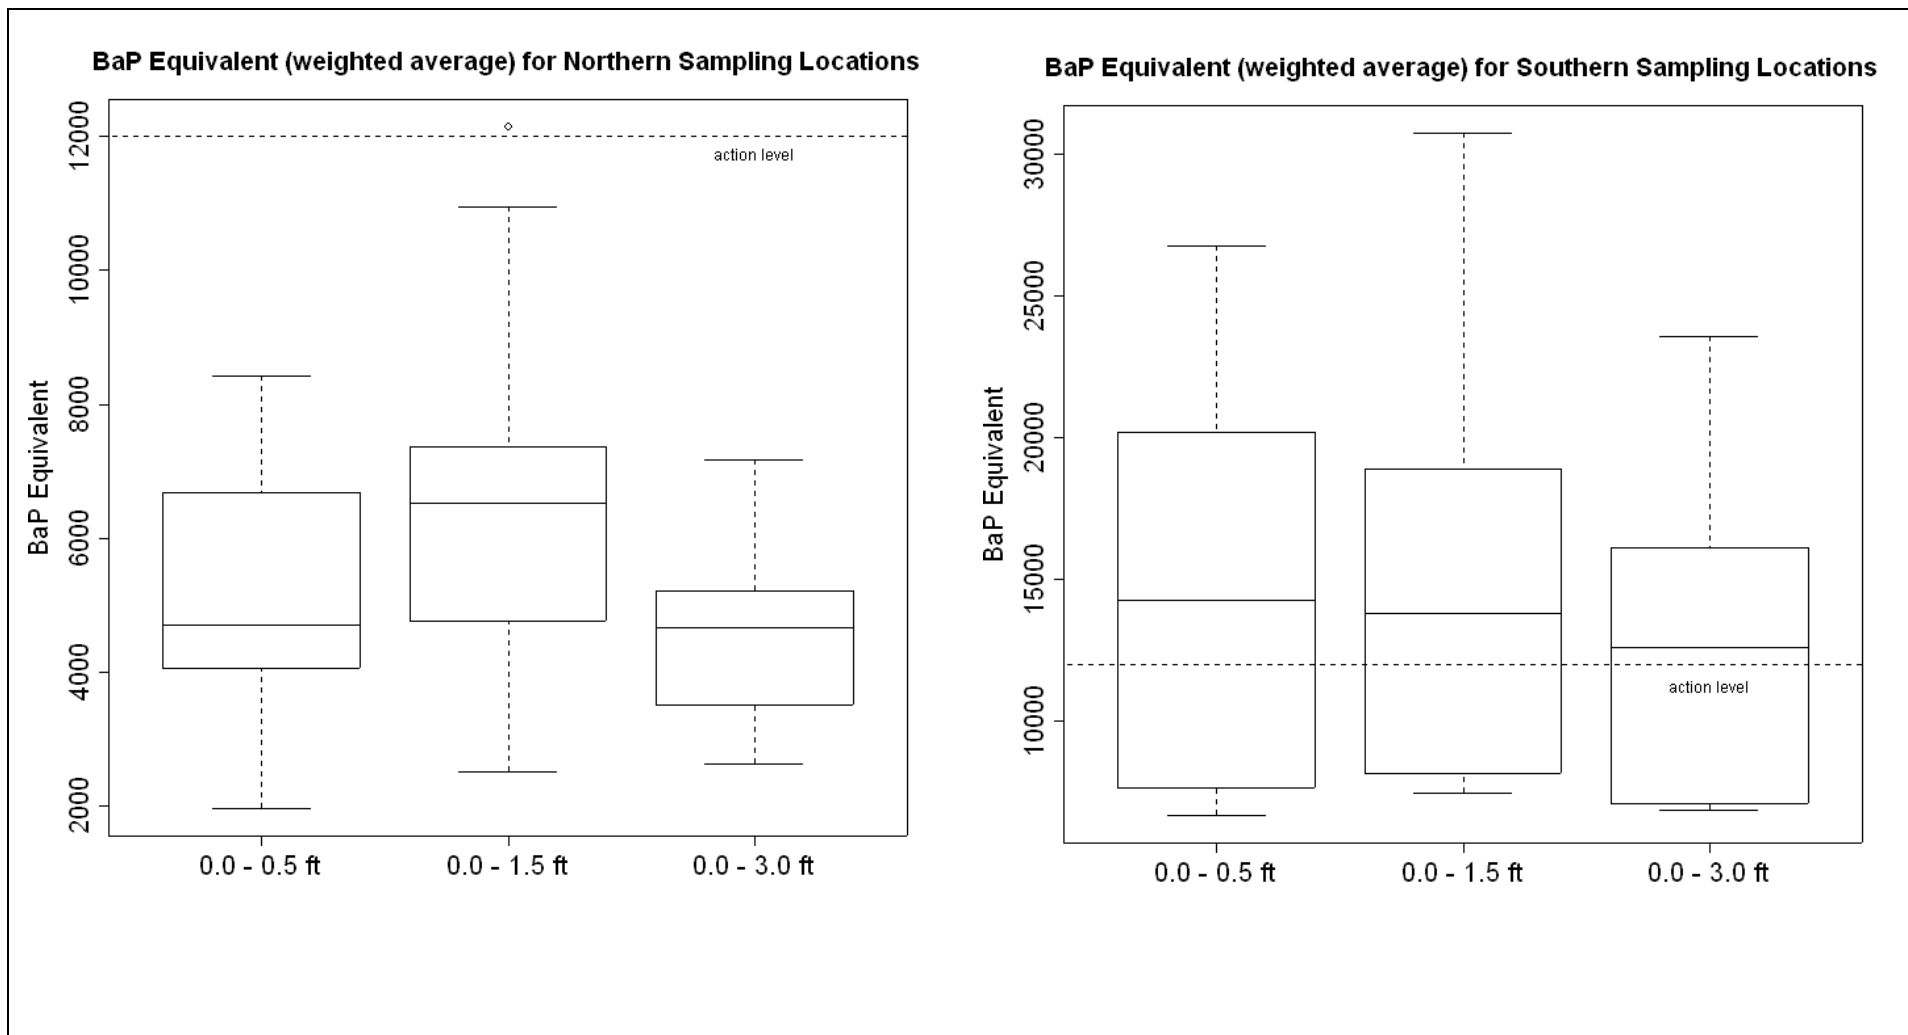 BaP Equivalent (weighted average) for Northern Sampling Locations
BaP Equivalent
12000
10000
8000
6000
4000
2000
action level
0.0 - 0.5 ft
0.0 - 1.5 ft
0.0 - 3.0 ft
BaP Equivalent (weighted average) for Southern Sampling Locations
BaP Equivalent
30000
25000
20000
15000
10000
action level
0.0 - 0.5 ft
0.0 - 1.5 ft
0.0 - 3.0 ft